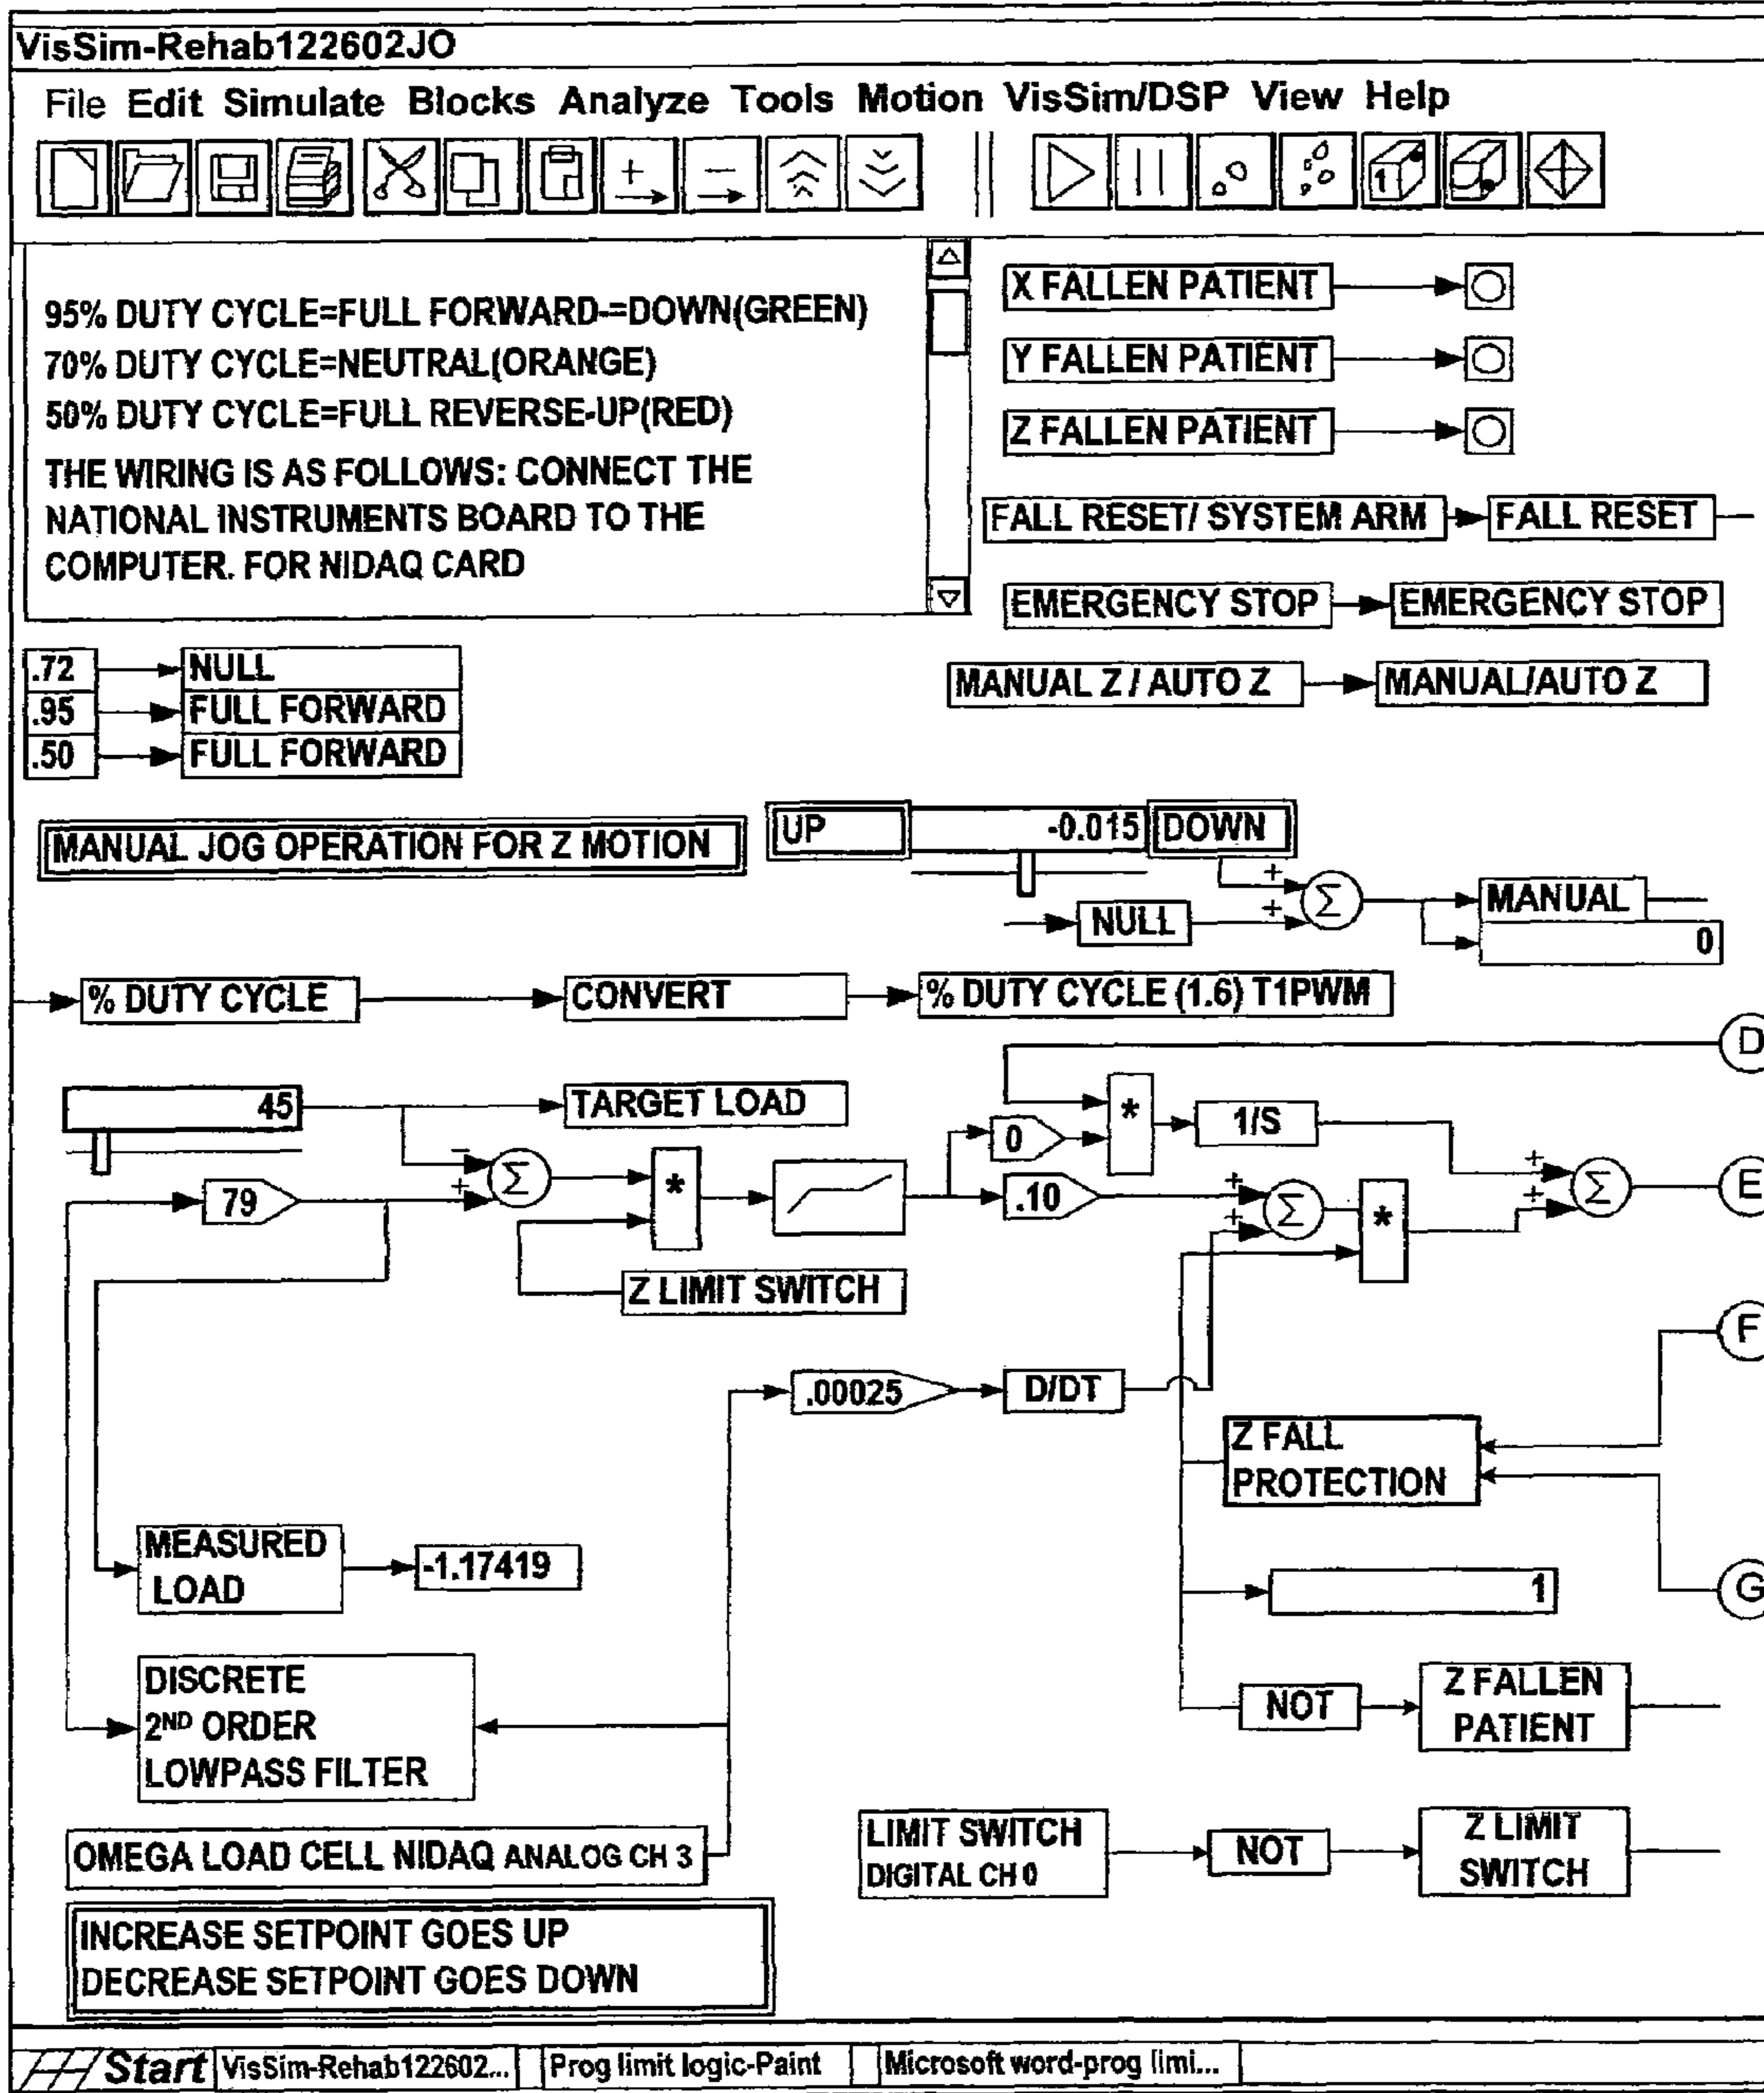 VisSim-Rehab122602JO
File Edit Simulate Blocks Analyze Tools Motion VisSim/DSP View Help
+
−
1
95% DUTY CYCLE=FULL FORWARD-=DOWN(GREEN)
70% DUTY CYCLE=NEUTRAL(ORANGE)
50% DUTY CYCLE=FULL REVERSE-UP(RED)
THE WIRING IS AS FOLLOWS: CONNECT THE
NATIONAL INSTRUMENTS BOARD TO THE
COMPUTER. FOR NIDAQ CARD
X FALLEN PATIENT
Y FALLEN PATIENT
Z FALLEN PATIENT
FALL RESET/ SYSTEM ARM
FALL RESET
EMERGENCY STOP
EMERGENCY STOP
MANUAL Z / AUTO Z
MANUAL/AUTO Z
.72 NULL
.95 FULL FORWARD
.50 FULL FORWARD
MANUAL JOG OPERATION FOR Z MOTION
UP -0.015 DOWN
NULL
+
+
Σ
MANUAL
0
% DUTY CYCLE
CONVERT
% DUTY CYCLE (1.6) T1PWM
D
45
TARGET LOAD
79
−
+
Σ
*
Z LIMIT SWITCH
0
.10
*
1/S
+
+
Σ
*
+
+
Σ
E
F
.00025
D/DT
Z FALL
PROTECTION
MEASURED
LOAD
-1.17419
1
G
DISCRETE
2ND ORDER
LOWPASS FILTER
NOT
Z FALLEN
PATIENT
OMEGA LOAD CELL NIDAQ ANALOG CH 3
LIMIT SWITCH
DIGITAL CH 0
NOT
Z LIMIT
SWITCH
INCREASE SETPOINT GOES UP
DECREASE SETPOINT GOES DOWN
Start VisSim-Rehab122602... Prog limit logic-Paint Microsoft word-prog limi...